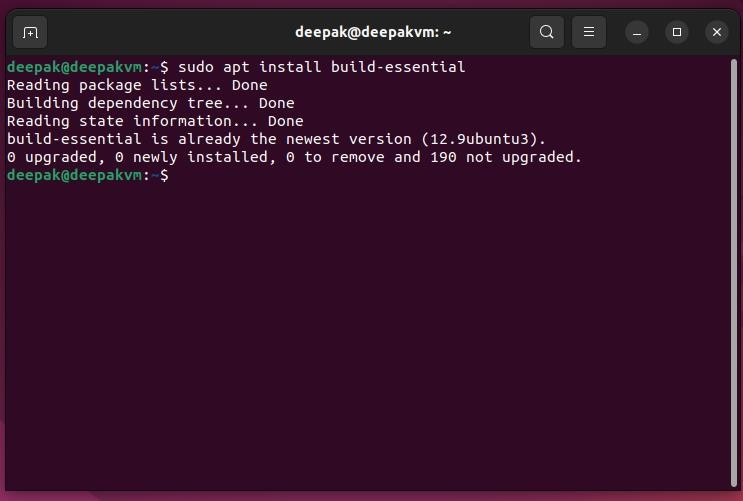 deepak@deepakvm: ~
deepak@deepakvm:~$ sudo apt install build-essential
Reading package lists... Done
Building dependency tree... Done
Reading state information... Done
build-essential is already the newest version (12.9ubuntu3).
0 upgraded, 0 newly installed, 0 to remove and 190 not upgraded.
deepak@deepakvm:~$